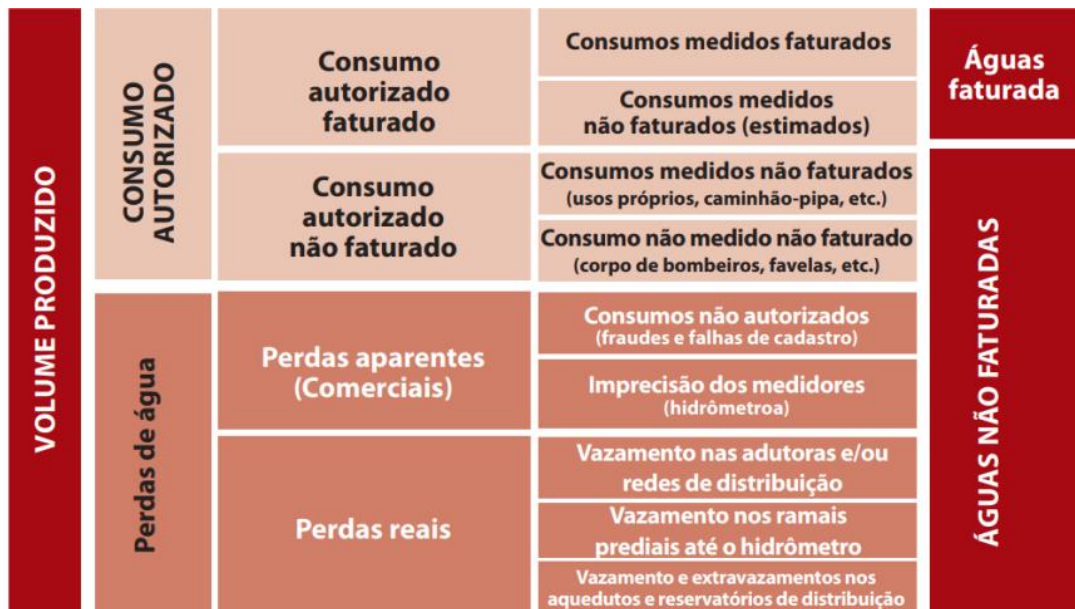 VOLUME PRODUZIDO
CONSUMO
AUTORIZADO
Consumo
autorizado
faturado
Consumos medidos faturados
Consumos medidos
não faturados (estimados)
Águas
faturada
Consumo
autorizado
não faturado
Consumos medidos não faturados
(usos próprios, caminhão-pipa, etc.)
Consumo não medido não faturado
(corpo de bombeiros, favelas, etc.)
ÁGUAS NÃO FATURADAS
Perdas de água
Perdas aparentes
(Comerciais)
Consumos não autorizados
(fraudes e falhas de cadastro)
Imprecisão dos medidores
(hidrômetroa)
Perdas reais
Vazamento nas adutoras e/ou
redes de distribuição
Vazamento nos ramais
prediais até o hidrômetro
Vazamento e extravazamentos nos
aquedutos e reservatórios de distribuição